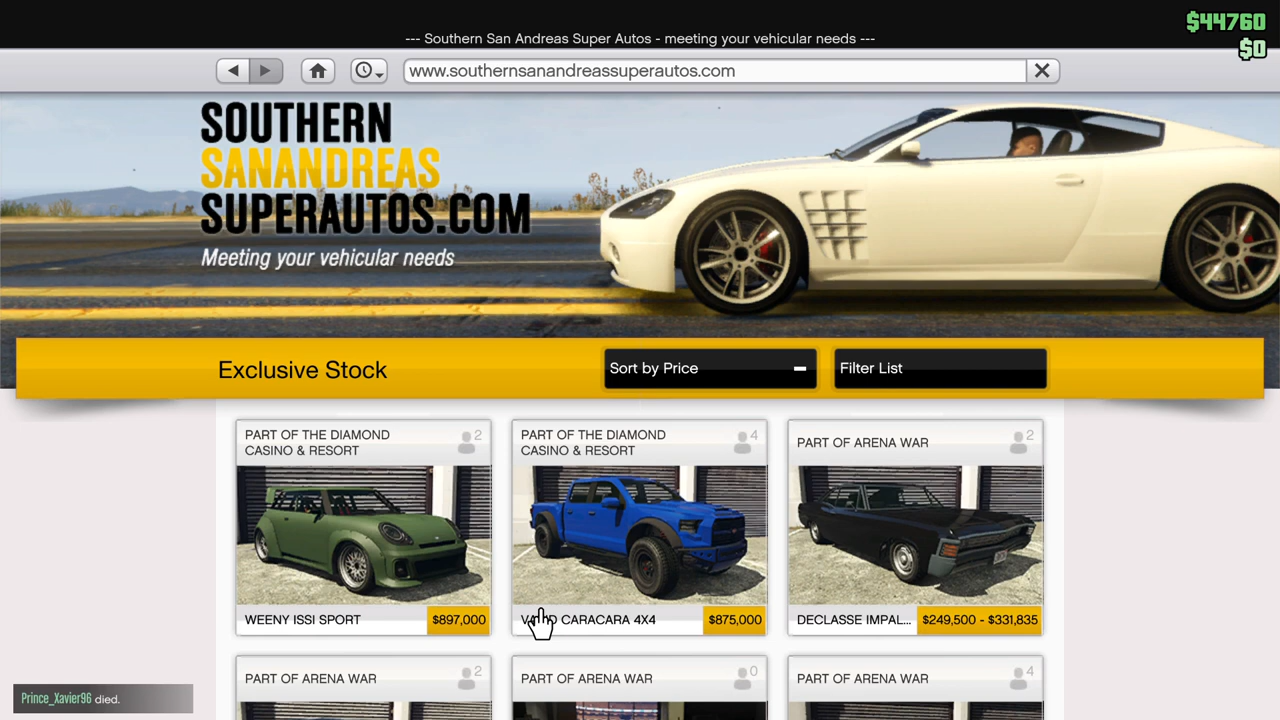 $44760
--- Southern San Andreas Super Autos - meeting your vehicular needs ---
$0
www.southernsanandreassuperautos.com
SOUTHERN
SANANDREAS
SUPERAUTOS.COM
Meeting your vehicular needs
Exclusive Stock
Sort by Price
Filter List
PART OF THE DIAMOND
CASINO & RESORT
2
PART OF THE DIAMOND
CASINO & RESORT
4
PART OF ARENA WAR
2
WEENY ISSI SPORT
$897,000
CARACARA 4X4
$875,000
DECLASSE IMPAL...
$249,500 - $331,835
PART OF ARENA WAR
2
PART OF ARENA WAR
0
PART OF ARENA WAR
4
Prince_Xavier96 died.